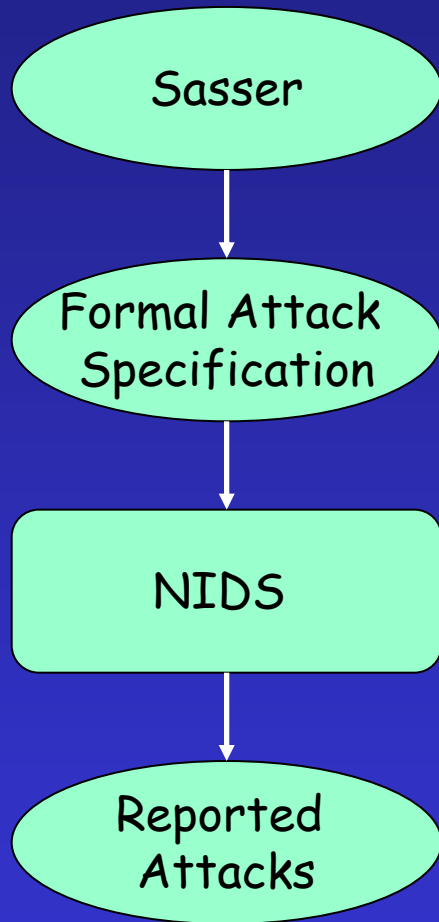 Sasser
Formal Attack
Specification
NIDS
Reported
Attacks